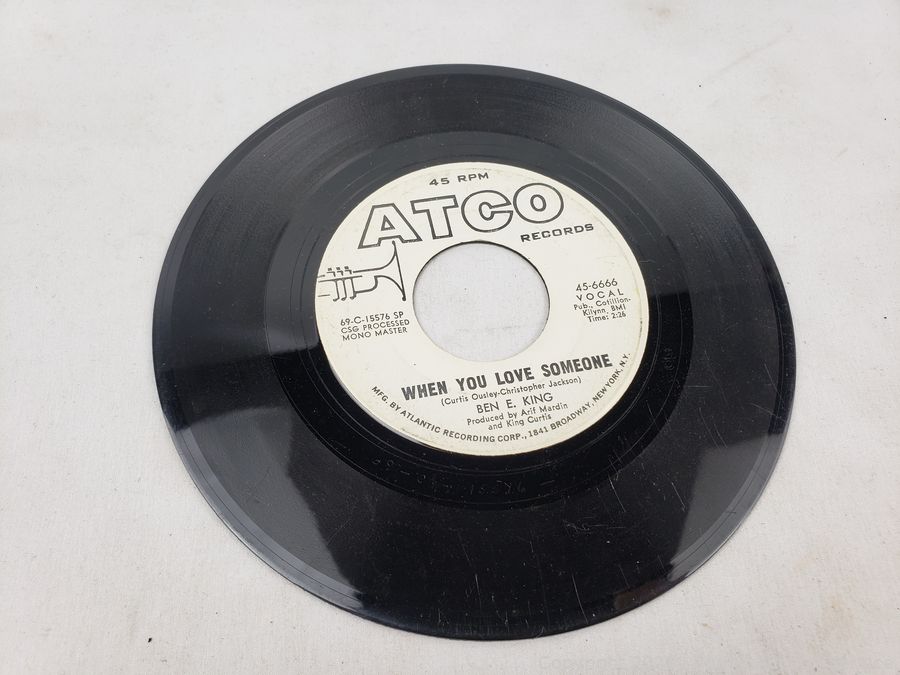 45 RPM
ATCO
RECORDS
69-C-15576 SP
CSG PROCESSED
MONO MASTER
45-6666
VOCAL
Pub., Cotillion-
Kilynn, BMI
Time: 2:26
WHEN YOU LOVE SOMEONE
(Curtis Ousley-Christopher Jackson)
BEN E. KING
Produced by Arif Mardin
and King Curtis
MFG. BY ATLANTIC RECORDING CORP., 1841 BROADWAY, NEW YORK, N.Y.